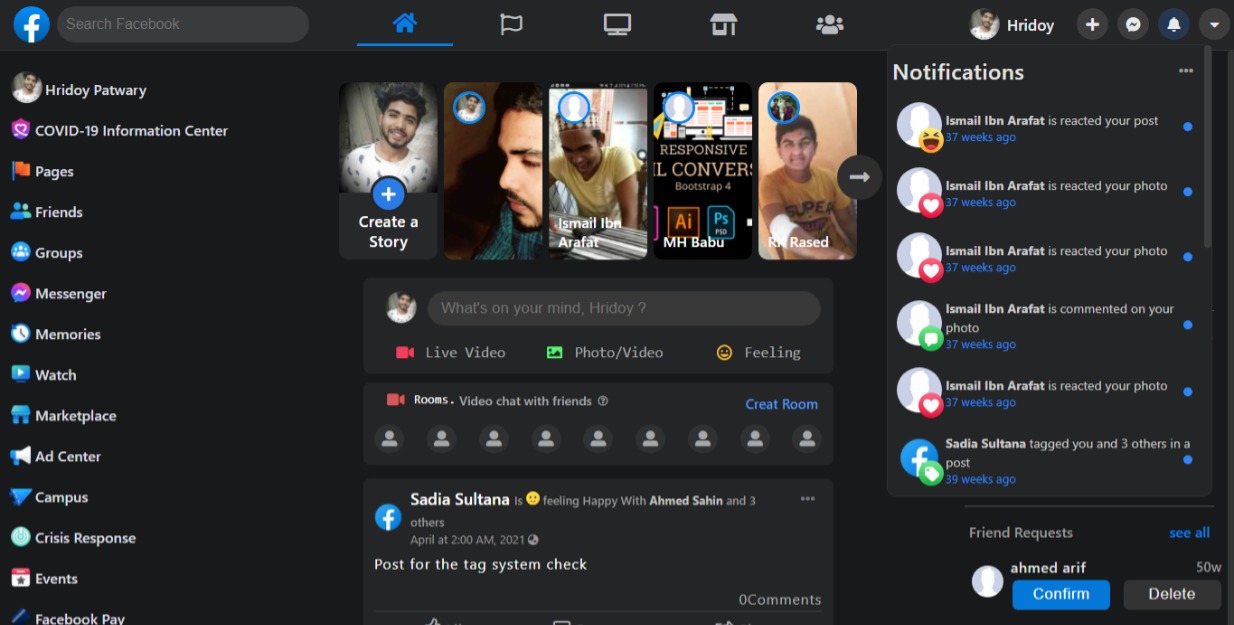 Search Facebook
Hridoy
Hridoy Patwary
COVID-19 Information Center
Pages
Friends
Groups
Messenger
Memories
Watch
Marketplace
Ad Center
Campus
Crisis Response
Events
Facebook Pay
Create a
Story
Ismail Ibn
Arafat
RESPONSIVE
L CONVERS
Bootstrap 4
Ai
Ps
PSD
MH Babu
SUPER
Rased
What's on your mind, Hridoy ?
Live Video
Photo/Video
Feeling
Rooms. Video chat with friends
Creat Room
Sadia Sultana Is feeling Happy With Ahmed Sahin and 3
others
April at 2:00 AM, 2021
Post for the tag system check
0Comments
Notifications
Ismail Ibn Arafat is reacted your post
37 weeks ago
Ismail Ibn Arafat is reacted your photo
37 weeks ago
Ismail Ibn Arafat is reacted your photo
37 weeks ago
Ismail Ibn Arafat is commented on your
photo
37 weeks ago
Ismail Ibn Arafat is reacted your photo
37 weeks ago
Sadia Sultana tagged you and 3 others in a
post
39 weeks ago
Friend Requests
see all
ahmed arif
50w
Confirm
Delete